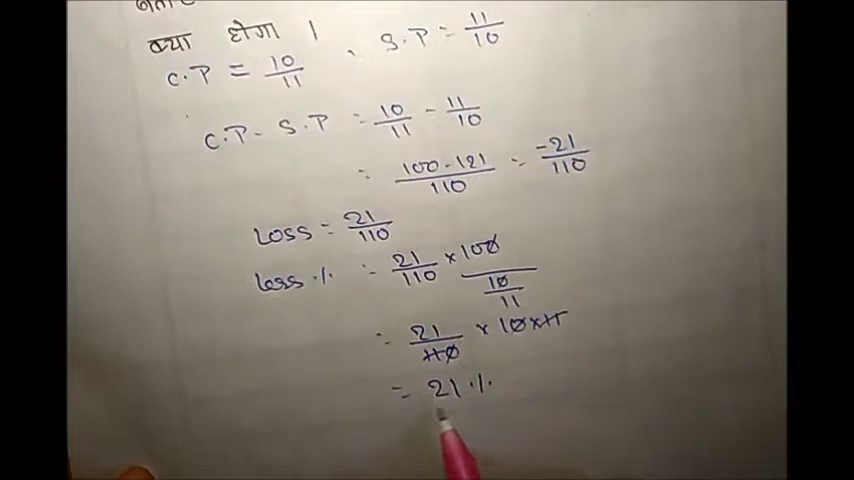 क्या होगा ।
C.P = 10/11 , S.P = 11/10
C.P - S.P = 10/11 - 11/10
= 100-121/110 = -21/110
Loss = 21/110
Loss % = 21/110 × 100/(10/11)
= 21/110 × 10×11
= 21 %